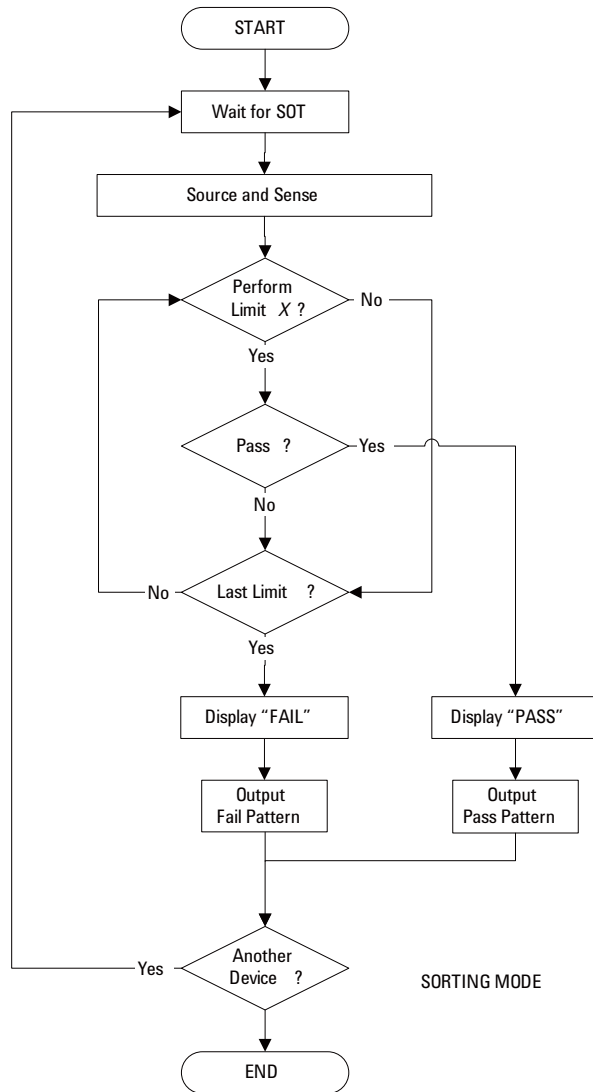 START
Wait for SOT
Source and Sense
Perform
Limit X ?
No
Yes
Pass ?
Yes
No
No
Last Limit ?
Yes
Display “FAIL”
Display “PASS”
Output
Fail Pattern
Output
Pass Pattern
Another
Device ?
Yes
SORTING MODE
END